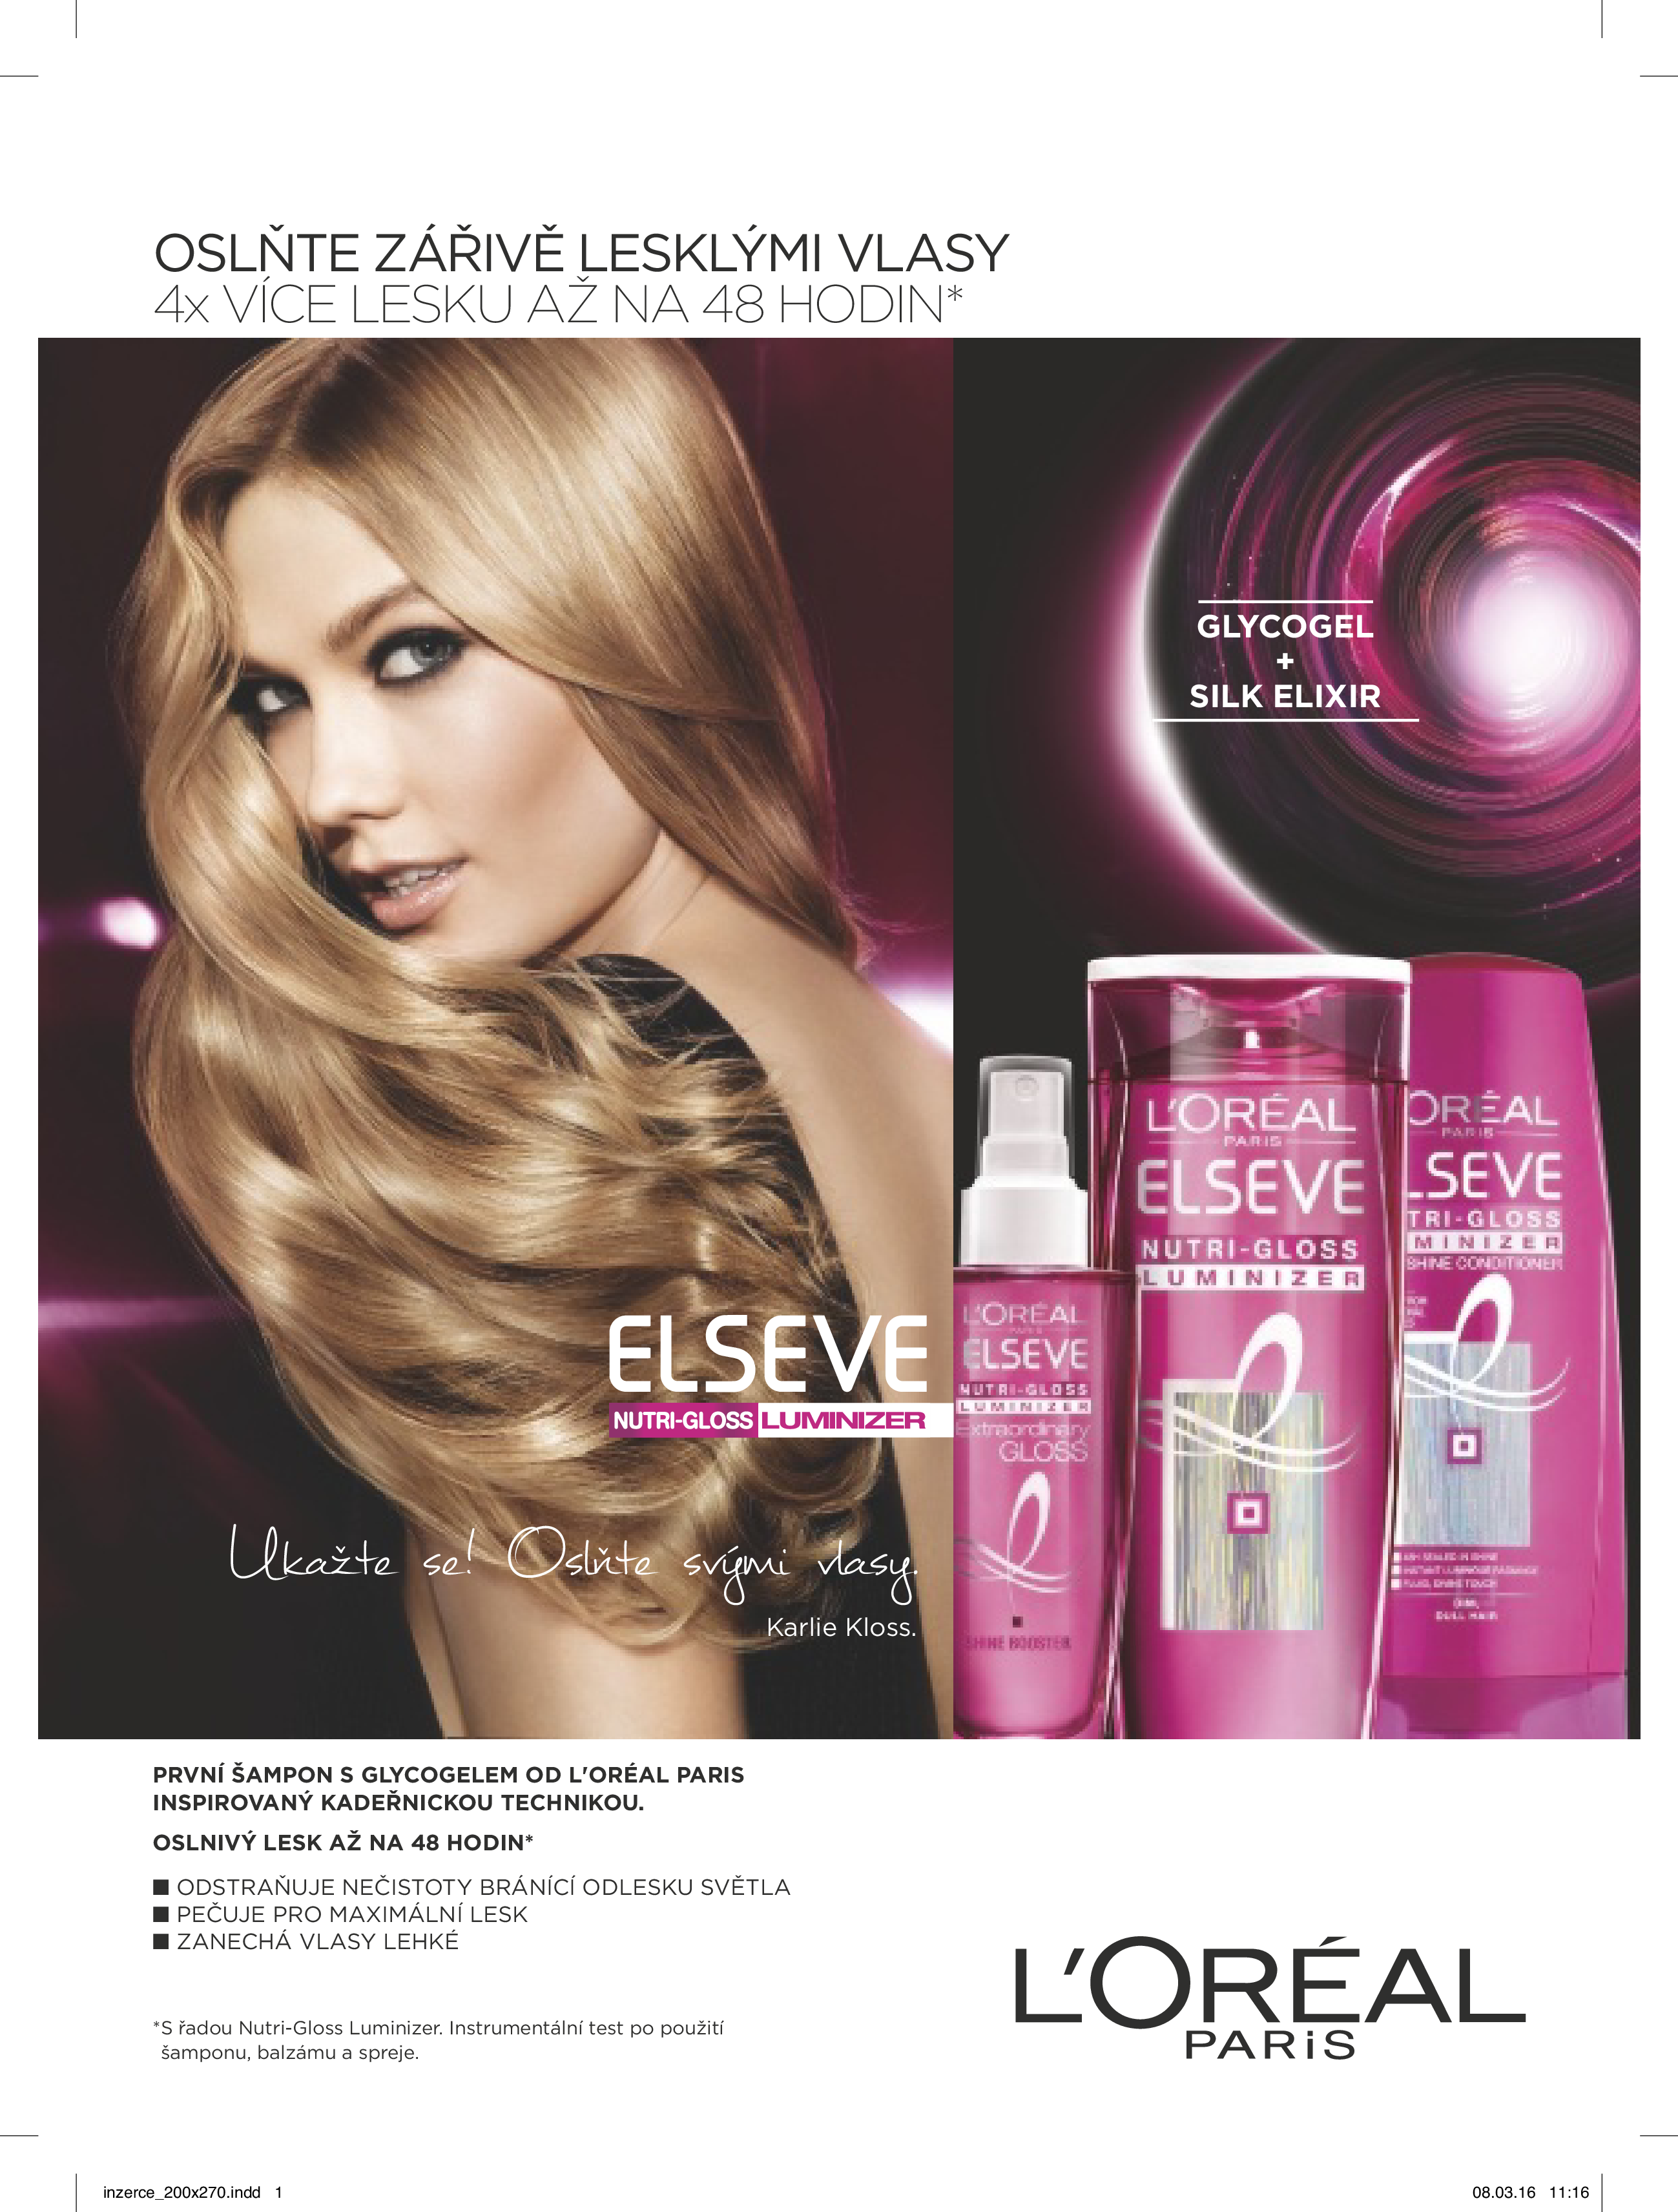 OSLŇTE ZÁŘIVĚ LESKLÝMI VLASY
4x VÍCE LESKU AŽ NA 48 HODIN*
GLYCOGEL
+
SILK ELIXIR
L'ORÉAL
PARIS
ELSEVE
NUTRI-GLOSS
LUMINIZER
ORÉAL
PARIS
LSEVE
TRI-GLOSS
MINIZER
SHINE CONDITIONER
DULL HAIR
L'ORÉAL
PARIS
ELSEVE
NUTRI-GLOSS
LUMINIZER
Extraordinary
GLOSS
SHINE BOOSTER
ELSEVE
NUTRI-GLOSS LUMINIZER
Ukažte se! Oslňte svými vlasy.
Karlie Kloss.
PRVNÍ ŠAMPON S GLYCOGELEM OD L'ORÉAL PARIS
INSPIROVANÝ KADEŘNICKOU TECHNIKOU.
OSLNIVÝ LESK AŽ NA 48 HODIN*
■ ODSTRAŇUJE NEČISTOTY BRÁNÍCÍ ODLESKU SVĚTLA
■ PEČUJE PRO MAXIMÁLNÍ LESK
■ ZANECHÁ VLASY LEHKÉ
*S řadou Nutri-Gloss Luminizer. Instrumentální test po použití
šamponu, balzámu a spreje.
L'ORÉAL
PARiS
inzerce_200x270.indd 1
08.03.16 11:16